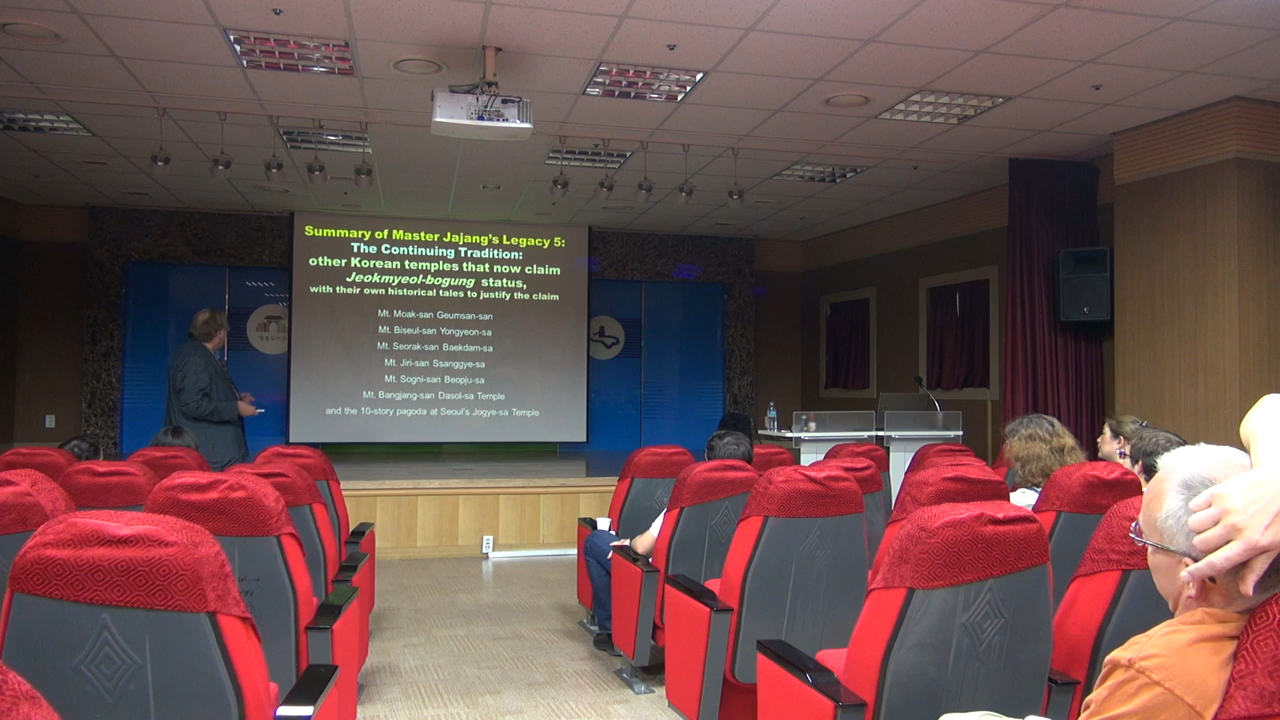 Summary of Master Jajang's Legacy 5:
The Continuing Tradition:
other Korean temples that now claim
Jeokmyeol-bogung status,
with their own historical tales to justify the claim
Mt. Moak-san Geumsan-san
Mt. Biseul-san Yongyeon-sa
Mt. Seorak-san Baekdam-sa
Mt. Jiri-san Ssanggye-sa
Mt. Sogni-san Beopju-sa
Mt. Bangjang-san Dasol-sa Temple
and the 10-story pagoda at Seoul's Jogye-sa Temple